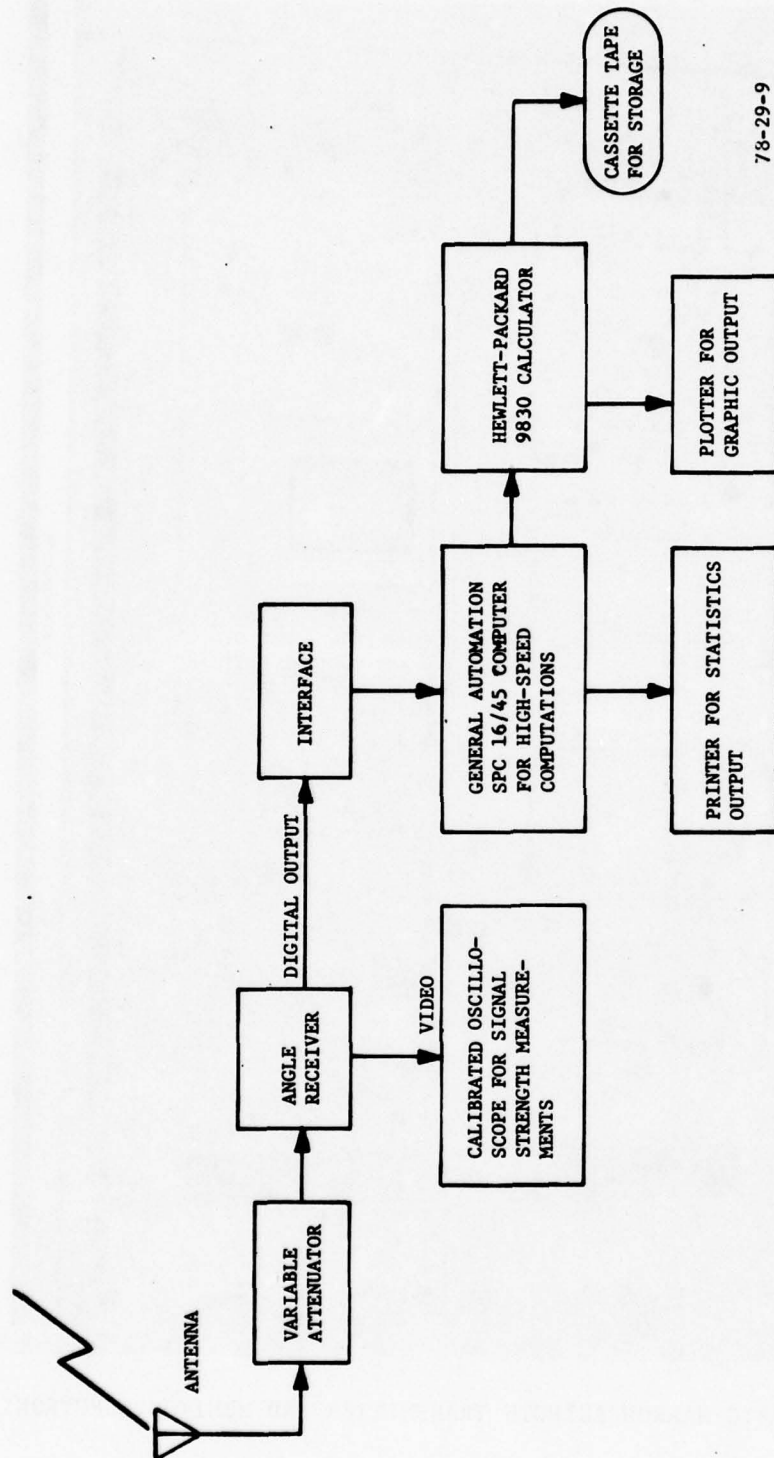 ANTENNA
VARIABLE
ATTENUATOR
ANGLE
RECEIVER
DIGITAL OUTPUT
INTERFACE
VIDEO
CALIBRATED OSCILLO-
SCOPE FOR SIGNAL
STRENGTH MEASURE-
MENTS
GENERAL AUTOMATION
SPC 16/45 COMPUTER
FOR HIGH-SPEED
COMPUTATIONS
HEWLETT-PACKARD
9830 CALCULATOR
CASSETTE TAPE
FOR STORAGE
PRINTER FOR STATISTICS
OUTPUT
PLOTTER FOR
GRAPHIC OUTPUT
78-29-9